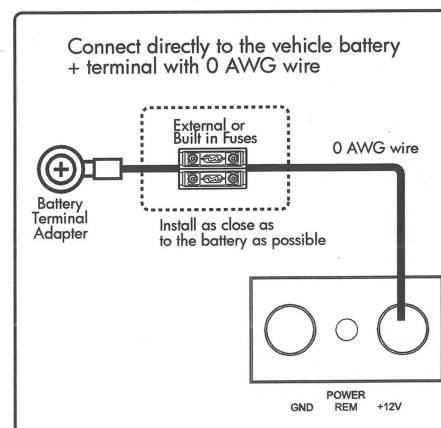 Connect directly to the vehicle battery
+ terminal with 0 AWG wire
External or
Built in Fuses
0 AWG wire
Battery
Terminal
Adapter
Install as close as
to the battery as possible
POWER
GND REM +12V